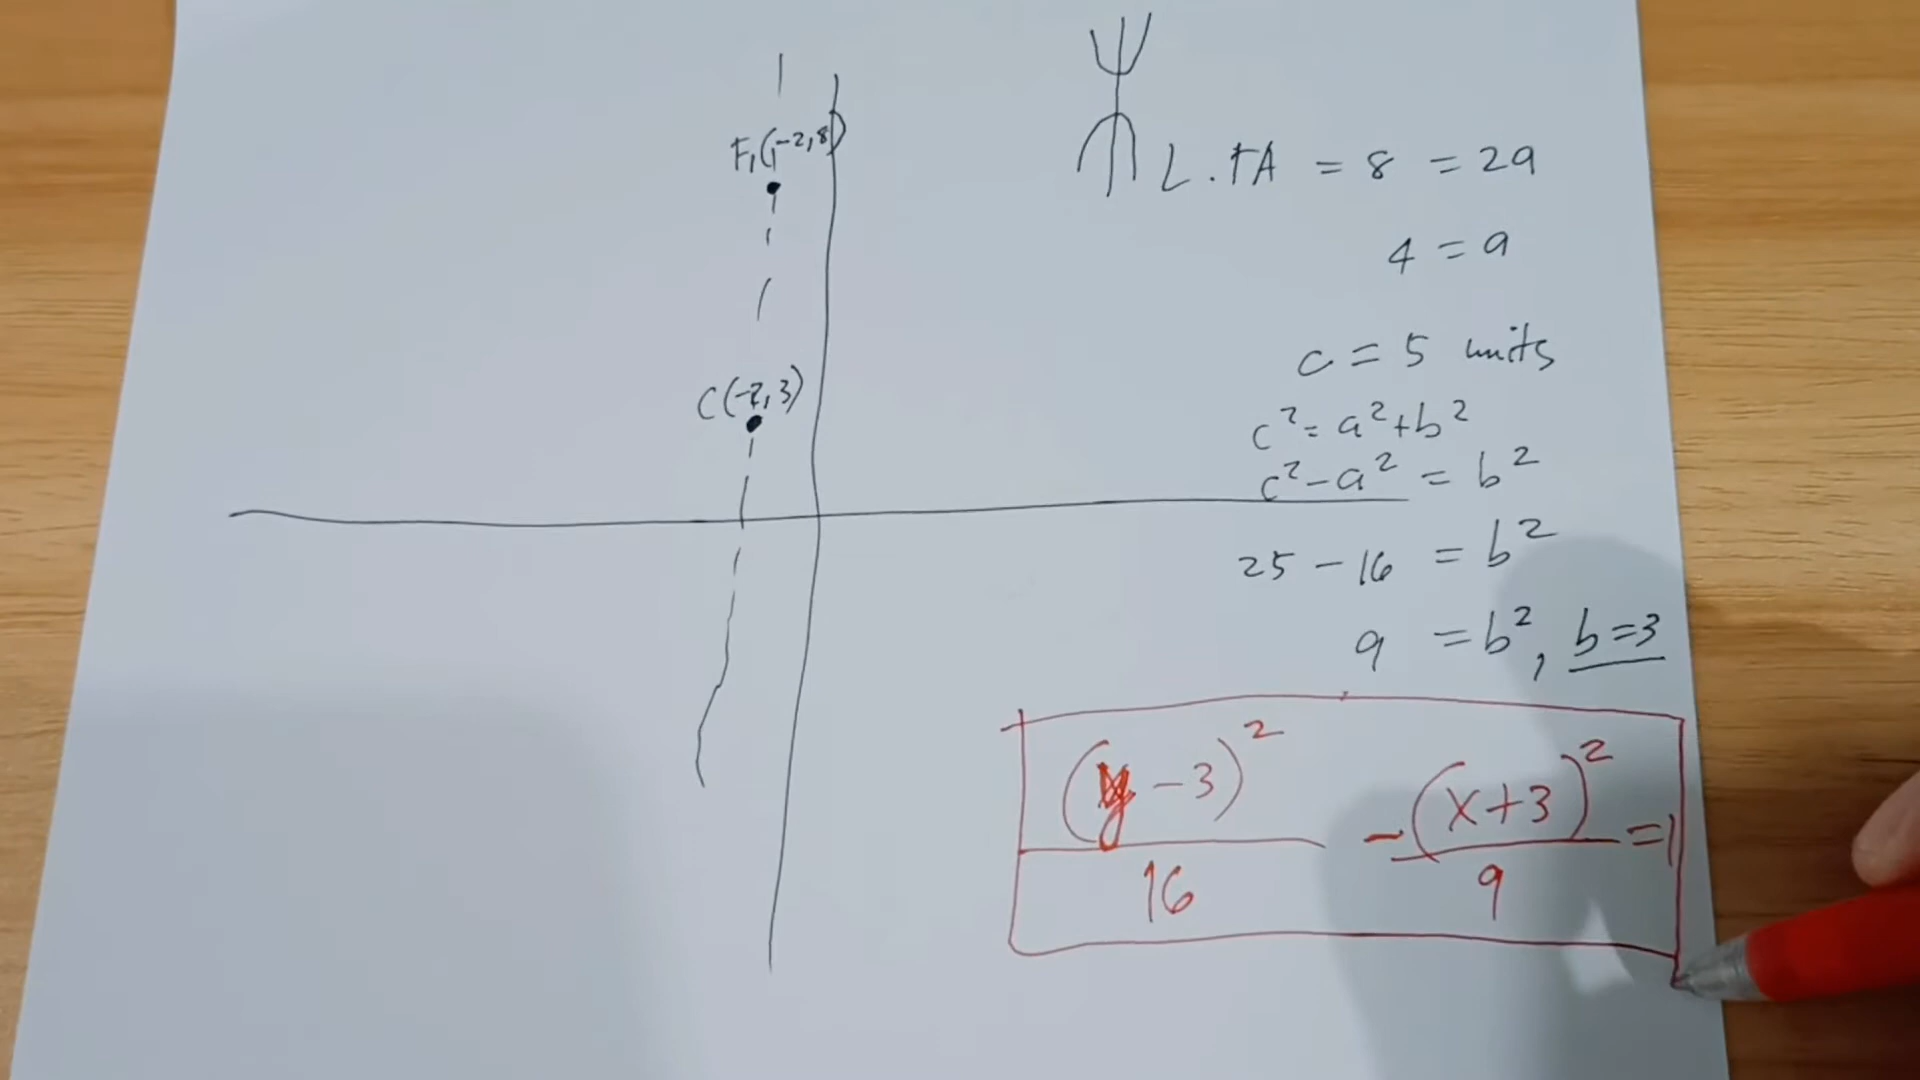 F₁(-2,8)
C(-2,3)
L.TA = 8 = 2a
4 = a
c = 5 units
c² = a² + b²
c² - a² = b²
25 - 16 = b²
9 = b², b=3
(y - 3)²/16 - (x+3)²/9 = 1